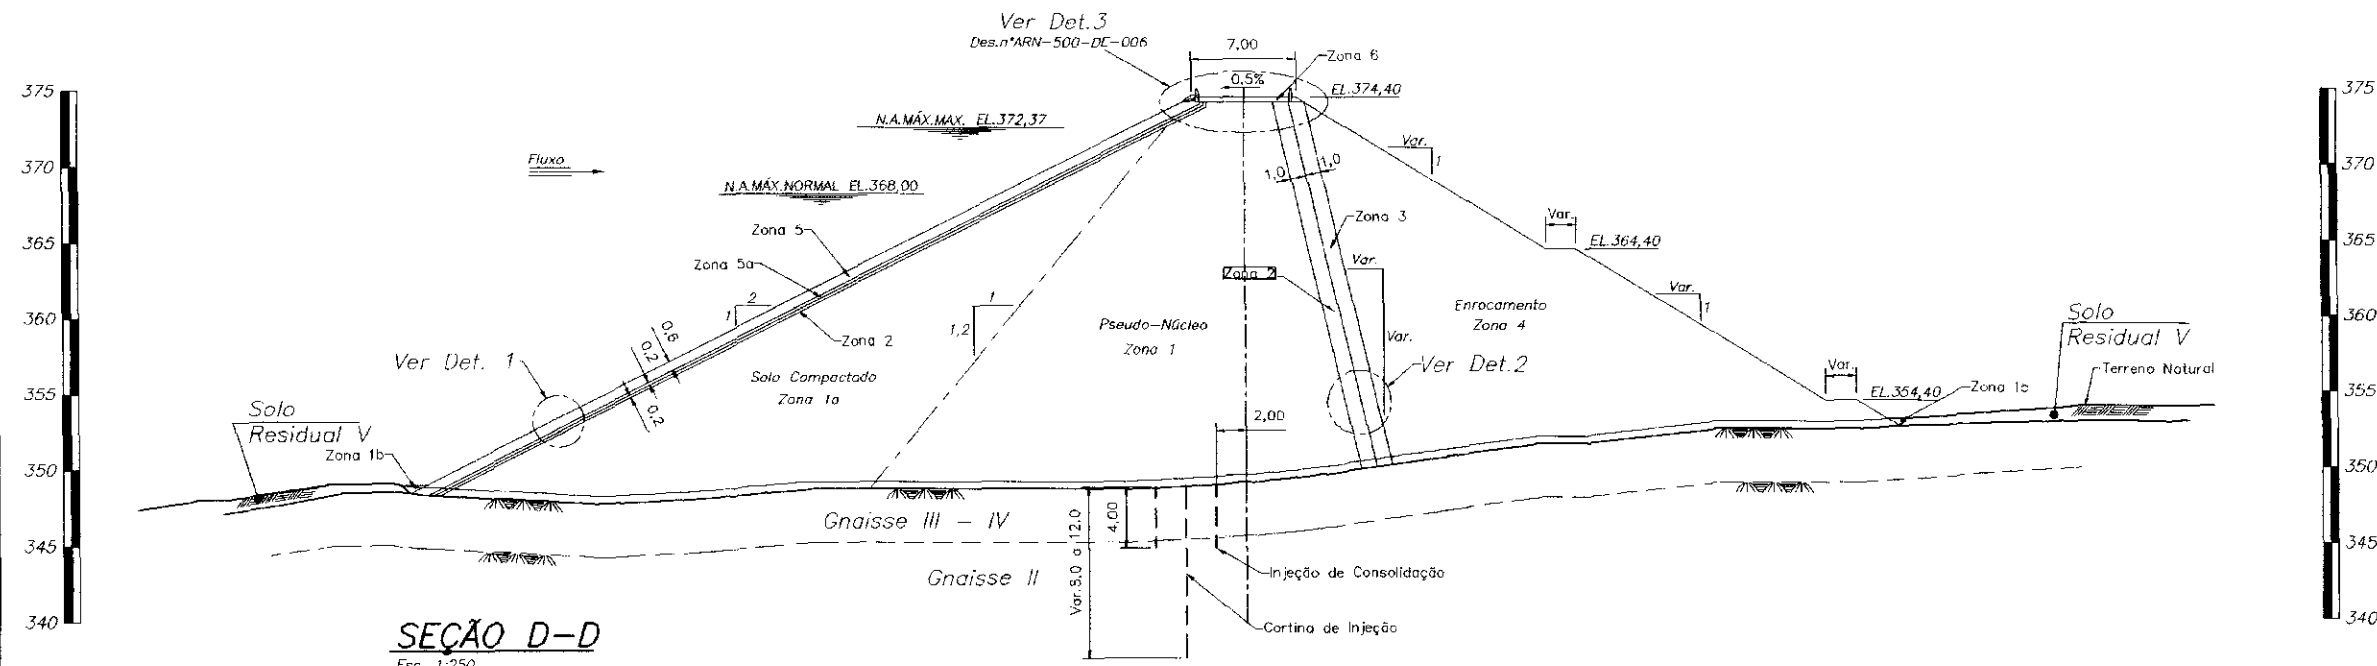 Ver Det.3
Des.nºARN-500-DE-006
7,00
Zona 6
0,5%
EL.374,40
375
375
N.A.MÁX.MAX. EL.372,37
Var.
1
370
Fluxo
370
1,0
1,0
N.A.MÁX.NORMAL EL.368,00
Var.
Zona 3
Zona 5
365
EL.364,40
365
Zona 5a
Zona 2
Var.
2
1
1
Var.
1
Enrocamento
Zona 4
Solo
Residual V
360
360
1,2
Pseudo-Núcleo
Zona 1
Var.
0,2
Zona 2
Ver Det. 1
Ver Det.2
Var.
Terreno Natural
Solo Compactado
Zona 1a
355
EL.354,40
355
0,2
2,00
Solo
Residual V
Zona 1b
350
350
Gnaisse III - IV
4,00
345
345
Gnaisse II
Injeção de Consolidação
Cortina de Injeção
340
340
SEÇÃO D-D
Esc. 1:250